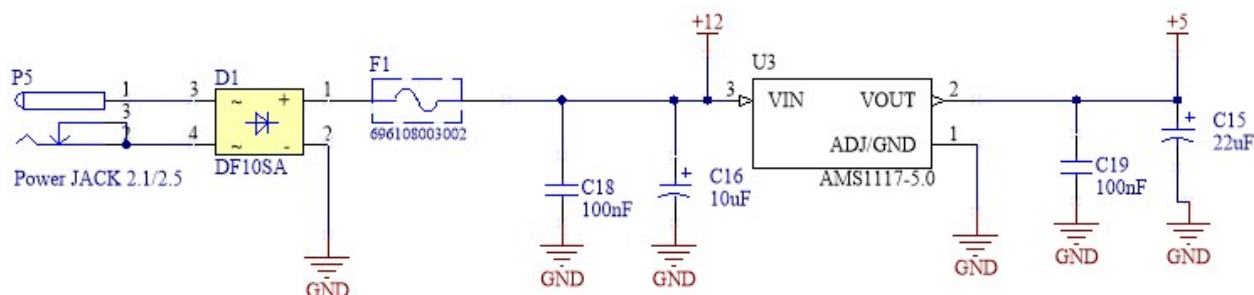 +12
+5
P5
D1
F1
U3
1
3
~
+
1
3
VIN
VOUT
2
3
2
4
~
-
2
696108003002
ADJ/GND
1
C15
22uF
Power JACK 2.1/2.5
DF10SA
C18
100nF
C16
10uF
AMS1117-5.0
C19
100nF
GND
GND
GND
GND
GND
GND